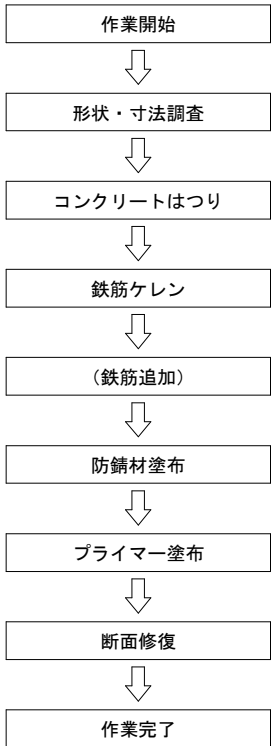 作業開始
形状・寸法調査
コンクリートはつり
鉄筋ケレン
（鉄筋追加）
防錆材塗布
プライマー塗布
断面修復
作業完了